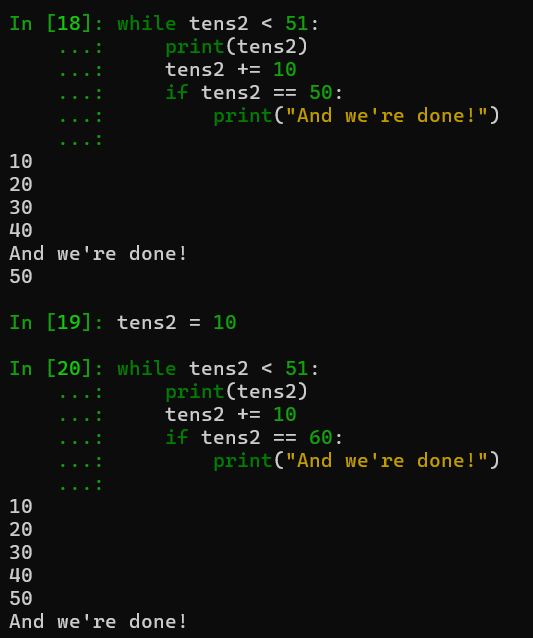 In [18]: while tens2 < 51:
    ...:     print(tens2)
    ...:     tens2 += 10
    ...:     if tens2 == 50:
    ...:         print("And we're done!")
    ...:
10
20
30
40
And we're done!
50
In [19]: tens2 = 10
In [20]: while tens2 < 51:
    ...:     print(tens2)
    ...:     tens2 += 10
    ...:     if tens2 == 60:
    ...:         print("And we're done!")
    ...:
10
20
30
40
50
And we're done!